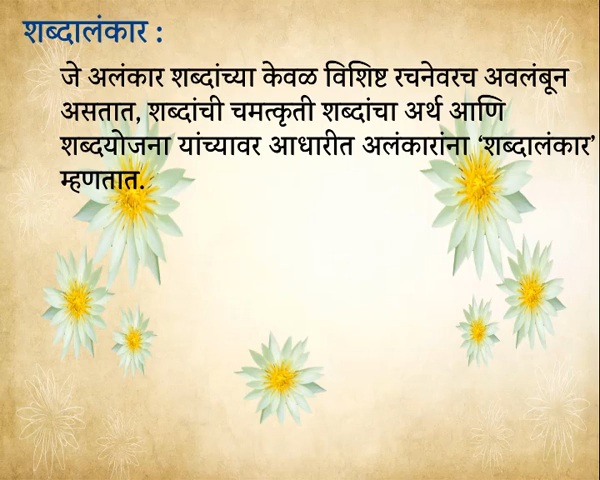 शब्दालंकार :
जे अलंकार शब्दांच्या केवळ विशिष्ट रचनेवरच अवलंबून
असतात, शब्दांची चमत्कृती शब्दांचा अर्थ आणि
शब्दयोजना यांच्यावर आधारीत अलंकारांना ‘शब्दालंकार’
म्हणतात.